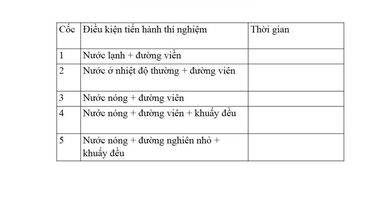 Cốc Điều kiện tiến hành thí nghiệm Thời gian
1 Nước lạnh + đường viên
2 Nước ở nhiệt độ thường + đường viên
3 Nước nóng + đường viên
4 Nước nóng + đường viên + khuấy đều
5 Nước nóng + đường nghiên nhỏ +
khuấy đều